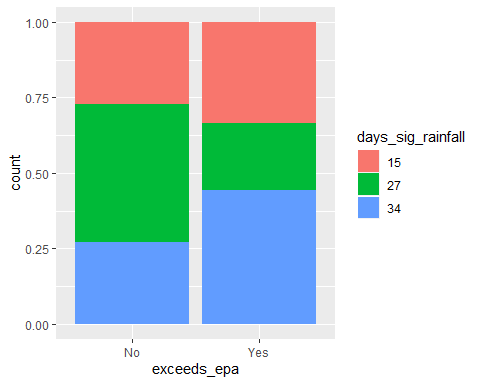 1.00
0.75
0.50
0.25
0.00
count
No
Yes
exceeds_epa
days_sig_rainfall
15
27
34